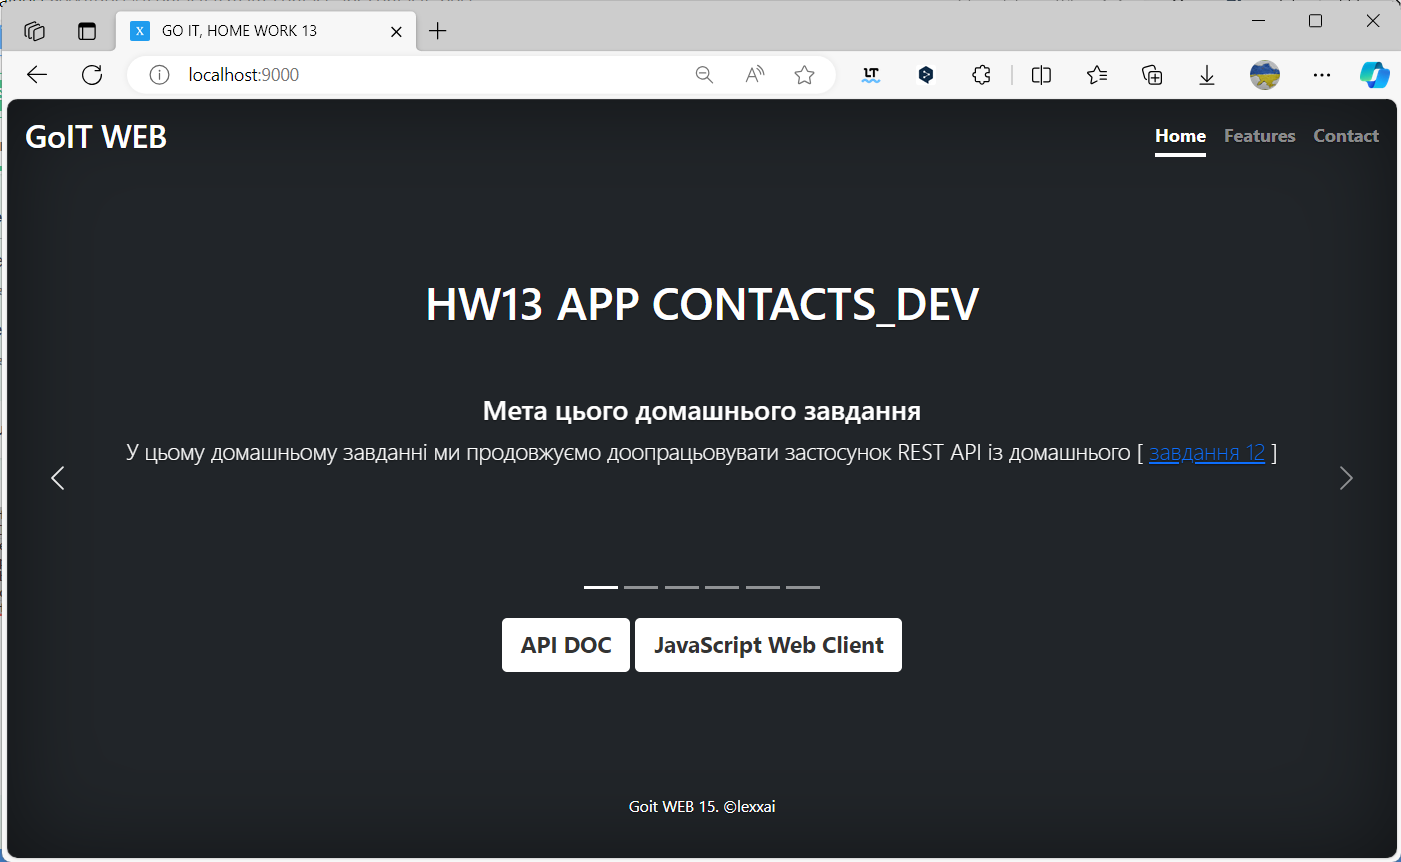 GO IT, HOME WORK 13
localhost:9000
GoIT WEB
Home Features Contact
HW13 APP CONTACTS_DEV
Мета цього домашнього завдання
У цьому домашньому завданні ми продовжуємо доопрацьовувати застосунок REST API із домашнього [ завдання 12 ]
API DOC JavaScript Web Client
Goit WEB 15. ©lexxai